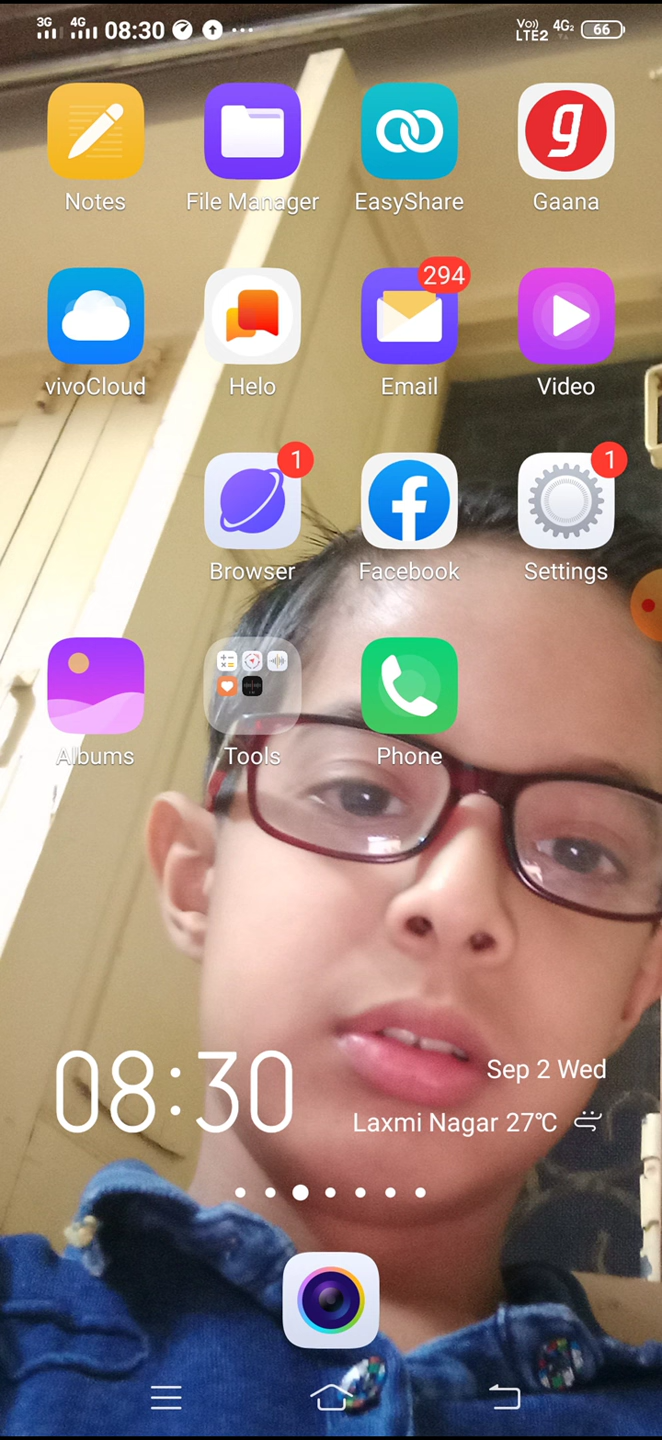 3G 4G 08:30 Vo)) LTE2 4G2 66
Notes File Manager EasyShare Gaana
294
vivoCloud Helo Email Video
1 1
Browser Facebook Settings
Albums Tools Phone
08:30
Sep 2 Wed
Laxmi Nagar 27℃